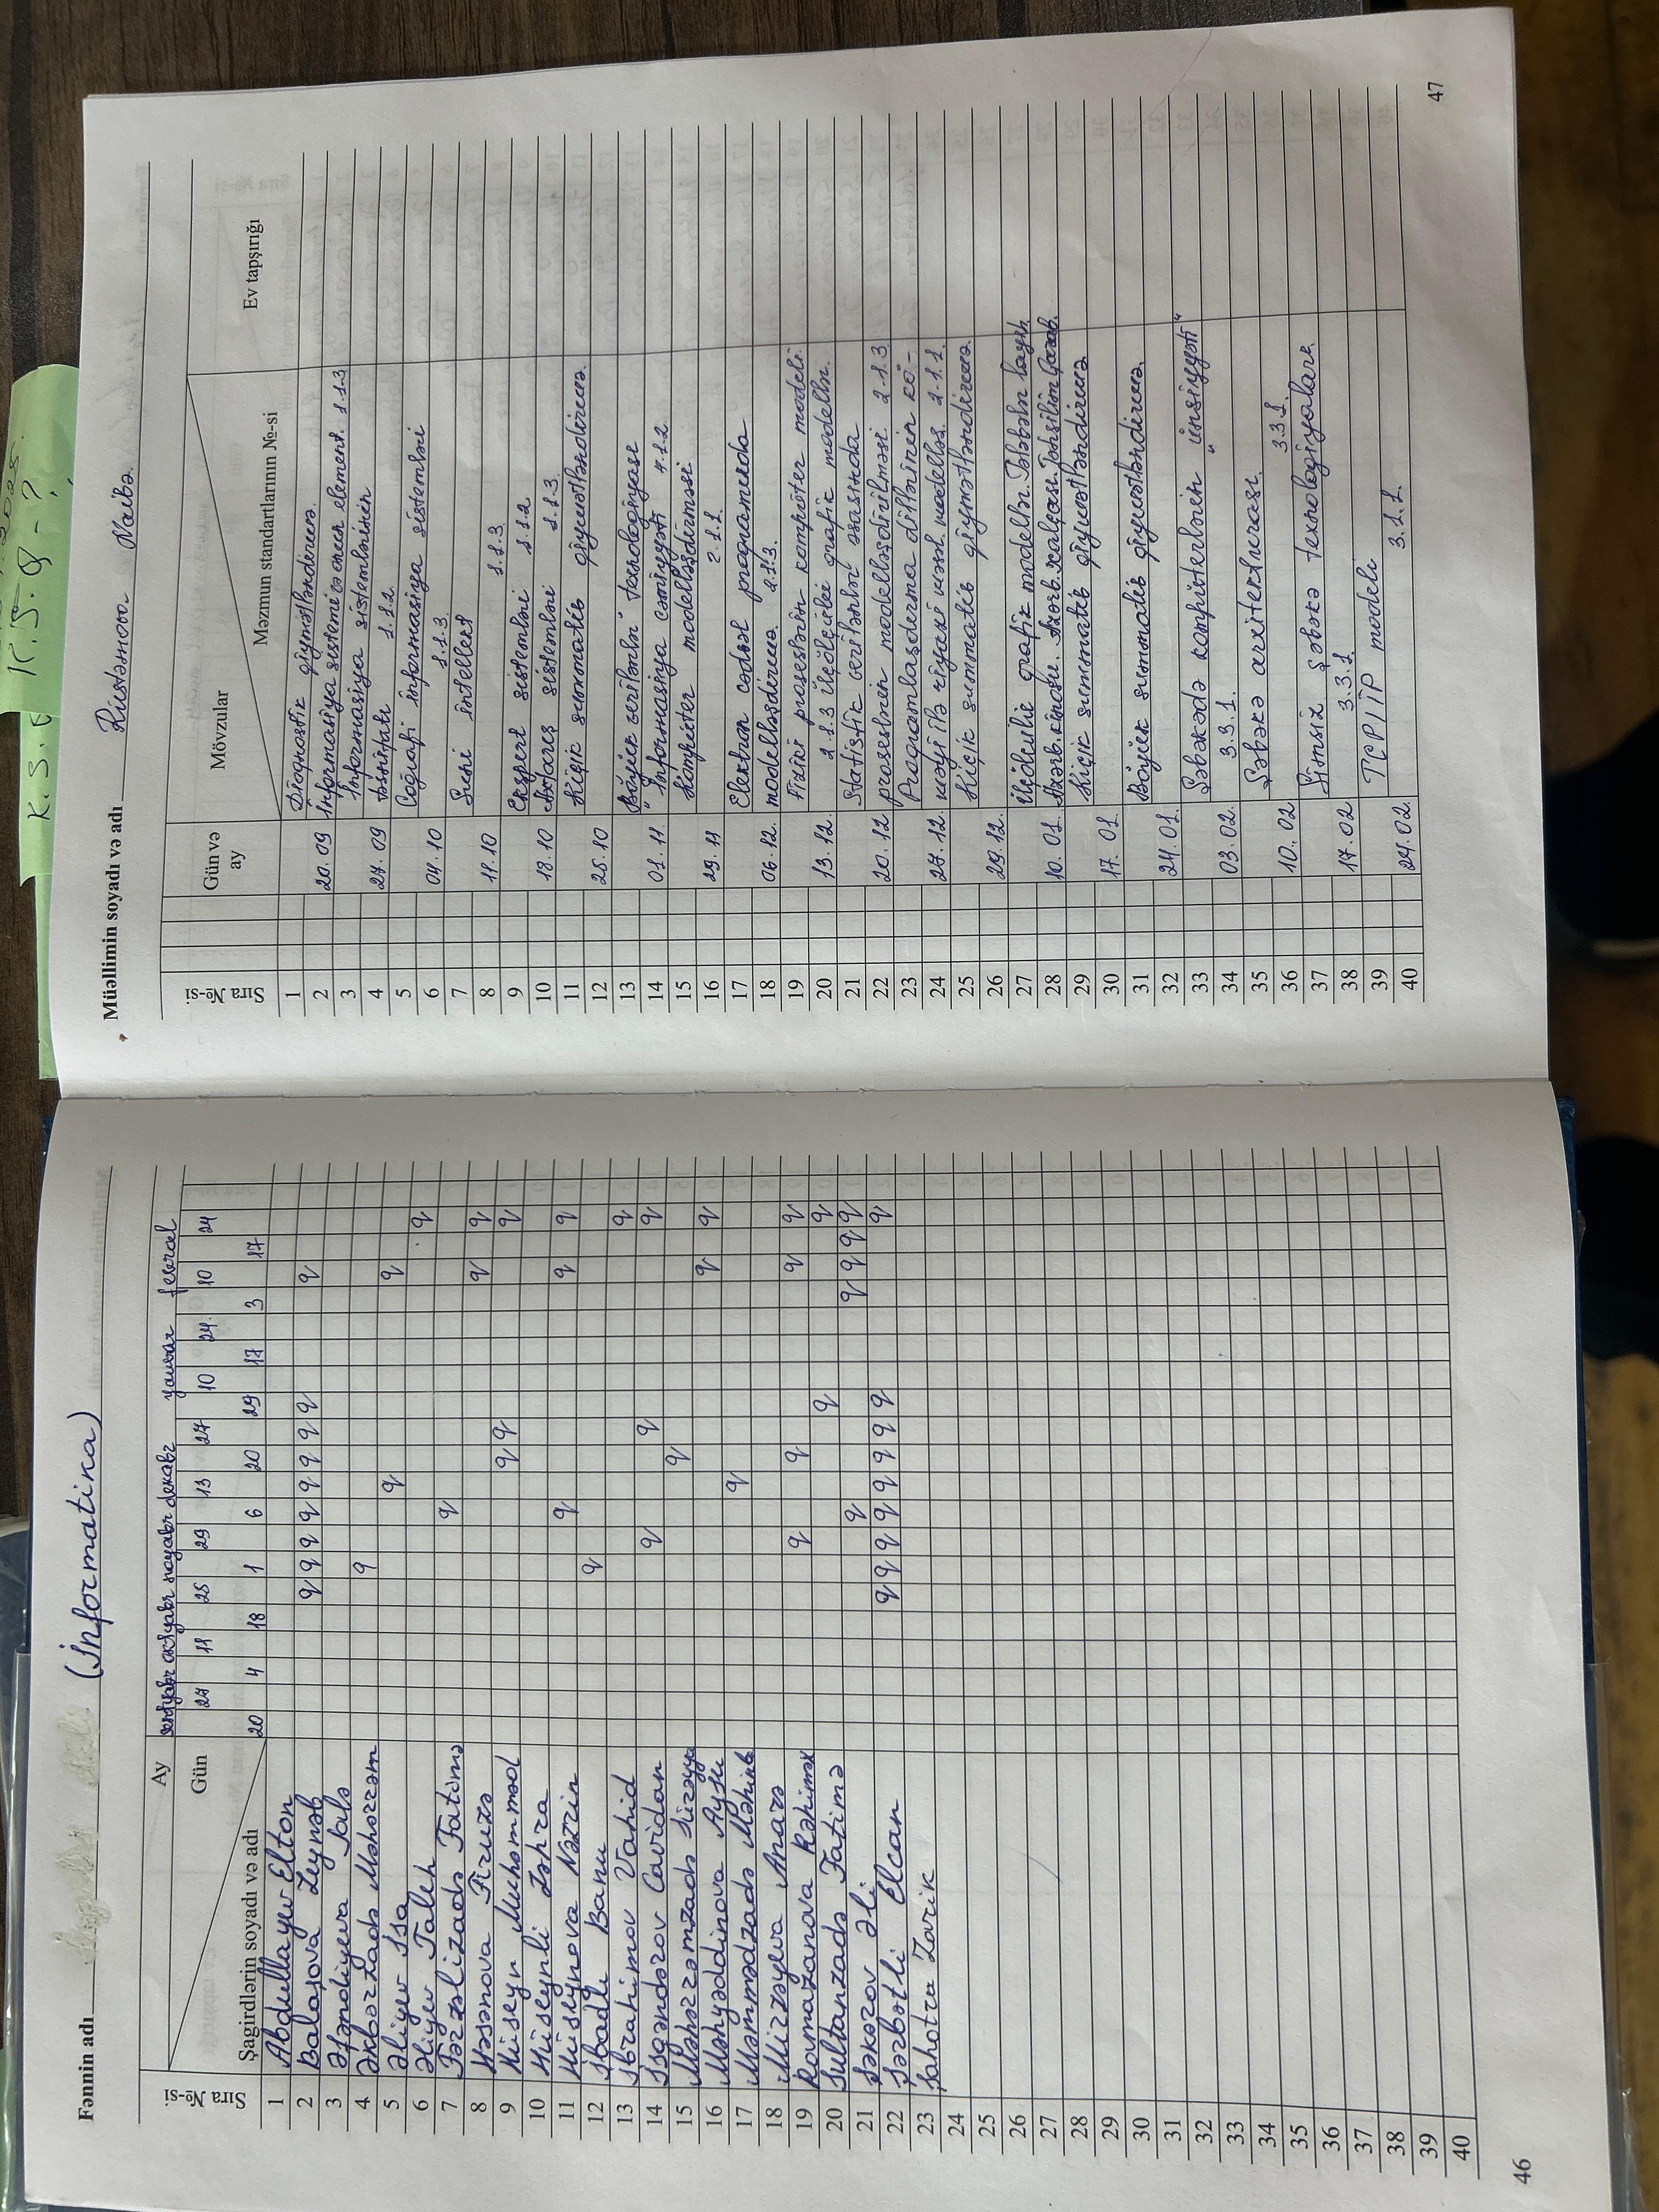 K.S.Q
K.S.Q - ?
Fənnin adı (İnformatika)
Ay sentyabr oktyabr noyabr dekabr yanvar fevral
Sıra №-si
Gün 27 11 25 29 13 27 10 24 10 24
Şagirdlərin soyadı və adı 20 4 18 1 6 20 29 17 3 17
1 Abdullayev Elton
2 Balaşova Zeynəb q q q q q q q q q
3 Əfəndiyeva Jalə
4 Əkbərzadə Məhərrəm q
5 Əliyev İsa q q
6 Əliyev Taleh q
7 Fərzəlizadə Fatimə q
8 Həsənova Firuzə q q
9 Hüseyn Muhəmməd q q q
10 Hüseynli Zəhra
11 Hüseynova Nəzrin q q q
12 İbadlı Banu q
13 İbrahimov Vahid q
14 İsgəndərov Cavidan q q q
15 Məhərrəmzadə Sürəyya q
16 Məhyəddinova Aysu q q
17 Məmmədzadə Məhinb q
18 Mirzəyeva Anarə
19 Ramazanova Rəhimə q q q q
20 Sultanzadə Fatimə q q
21 Şəkərov Əli q q q q q
22 Şərbətli Elcan q q q q q q q q q
23 Şahotra Zarik
24
25
26
27
28
29
30
31
32
33
34
35
36
37
38
39
40
46
Müəllimin soyadı və adı Rüstəmova Naibə
Sıra №-si
Gün və ay
Mövzular
Məzmun standartlarının №-si
Ev tapşırığı
1 Diaqnostik qiymətləndirmə.
2 20.09 İnformasiya sistemi və onun element. 1.1.3
3 İnformasiya sistemlərinin
4 27.09 təsnifatı 1.1.2.
5 Coğrafi informasiya sistemləri
6 04.10 1.1.3.
7 Süni intellekt
8 11.10 1.1.3.
9 Ekspert sistemləri 1.1.2
10 18.10 Axtarış sistemləri 1.1.3.
11 Kiçik summativ qiymətləndirmə.
12 25.10
13 Böyük verilənlər" texnologiyası
14 01.11. "İnformasiya cəmiyyəti 4.1.2.
15 Kompüter modelləşdirməsi
16 29.11 2.1.1.
17 Elektron cədvəl proqramında
18 06.12. modelləşdirmə. 2.1.3.
19 Fiziki proseslərin kompüter modeli.
20 13.12. 2.1.3 Üçölçülü qrafik modellər.
21 Statistik verilənlər əsasında
22 20.12 proseslərin modelləşdirilməsi 2.1.3
23 Proqramlaşdırma dillərinin kö-
24 27.12. məyi ilə riyazi məsəl. modelləş. 2.1.1.
25 Kiçik summativ qiymətləndirmə.
26 29.12.
27 Üçölçülü qrafik modellər. Tələbələr layih.
28 10.01. Azərb. kinosu. Azərb. xalçası. Təhsilim Qarab.
29 Kiçik summativ qiymətləndirmə
30 17.01.
31 Böyük summativ qiymətləndirmə.
32 24.01.
33 Şəbəkədə kompüterlərin "ünsiyyəti"
34 03.02. 3.3.1.
35 Şəbəkə arxitekturası.
36 10.02 3.3.1
37 Simsiz şəbəkə texnologiyaları.
38 17.02 3.3.1
39 TCP/İP modeli
40 24.02. 3.1.1.
47